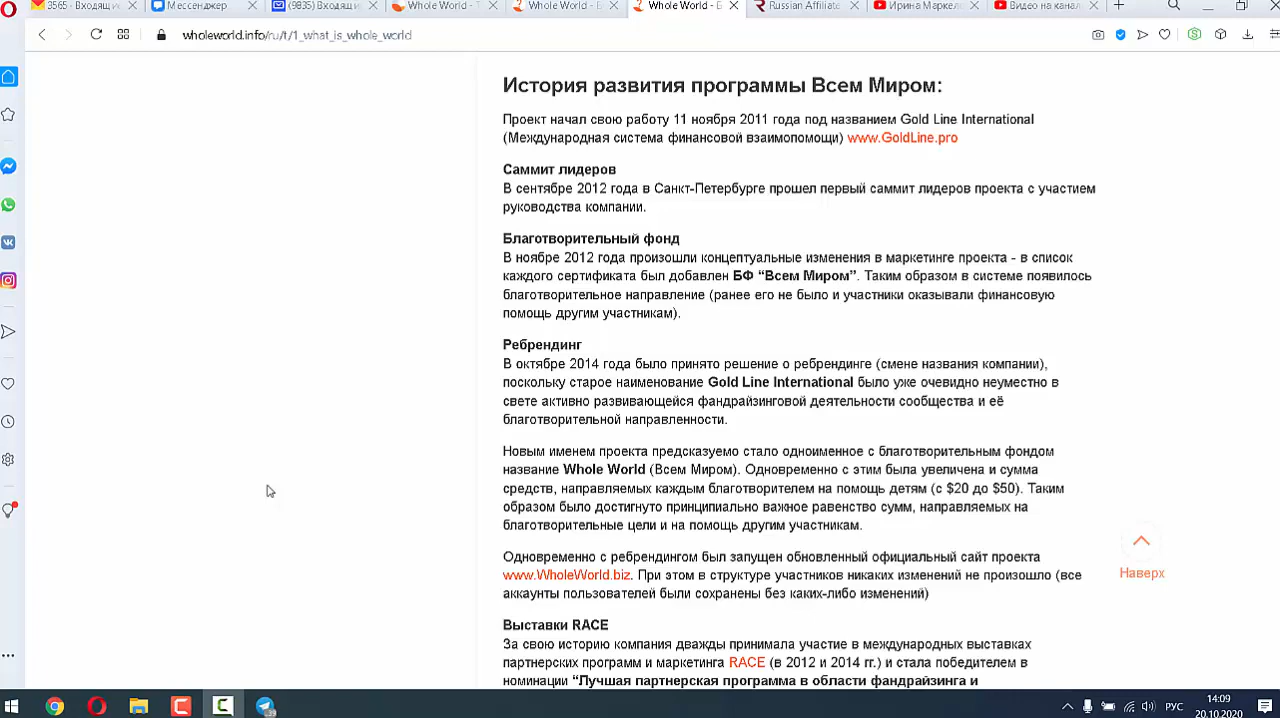 3565 - Входящи
Мессенджер
(9835) Входящ
Whole World - T
Whole World - B
Whole World - B
Russian Affiliate
Ирина Маркел
Видео на канал
wholeworld.info/ru/t/1_what_is_whole_world
История развития программы Всем Миром:
Проект начал свою работу 11 ноября 2011 года под названием Gold Line International
(Международная система финансовой взаимопомощи) www.GoldLine.pro
Саммит лидеров
В сентябре 2012 года в Санкт-Петербурге прошел первый саммит лидеров проекта с участием
руководства компании.
Благотворительный фонд
В ноябре 2012 года произошли концептуальные изменения в маркетинге проекта - в список
каждого сертификата был добавлен БФ “Всем Миром”. Таким образом в системе появилось
благотворительное направление (ранее его не было и участники оказывали финансовую
помощь другим участникам).
Ребрендинг
В октябре 2014 года было принято решение о ребрендинге (смене названия компании),
поскольку старое наименование Gold Line International было уже очевидно неуместно в
свете активно развивающейся фандрайзинговой деятельности сообщества и её
благотворительной направленности.
Новым именем проекта предсказуемо стало одноименное с благотворительным фондом
название Whole World (Всем Миром). Одновременно с этим была увеличена и сумма
средств, направляемых каждым благотворителем на помощь детям (с $20 до $50). Таким
образом было достигнуто принципиально важное равенство сумм, направляемых на
благотворительные цели и на помощь другим участникам.
Одновременно с ребрендингом был запущен обновленный официальный сайт проекта
www.WholeWorld.biz. При этом в структуре участников никаких изменений не произошло (все
аккаунты пользователей были сохранены без каких-либо изменений)
Наверх
Выставки RACE
За свою историю компания дважды принимала участие в международных выставках
партнерских программ и маркетинга RACE (в 2012 и 2014 гг.) и стала победителем в
номинации “Лучшая партнерская программа в области фандрайзинга и
РУС
14:09
20.10.2020